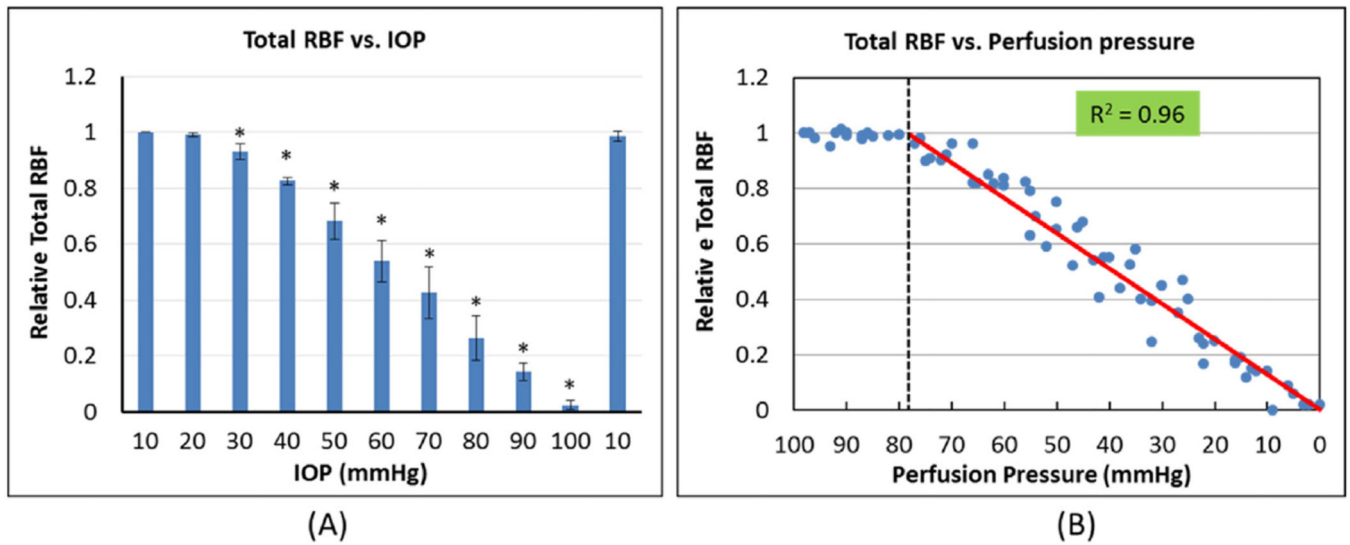 Total RBF vs. IOP
Relative Total RBF
1.2
1
0.8
0.6
0.4
0.2
0
*
*
*
*
*
*
*
*
10 20 30 40 50 60 70 80 90 100 10
IOP (mmHg)
(A)
Total RBF vs. Perfusion pressure
Relativ e Total RBF
1.2
1
0.8
0.6
0.4
0.2
0
R² = 0.96
100 90 80 70 60 50 40 30 20 10 0
Perfusion Pressure (mmHg)
(B)